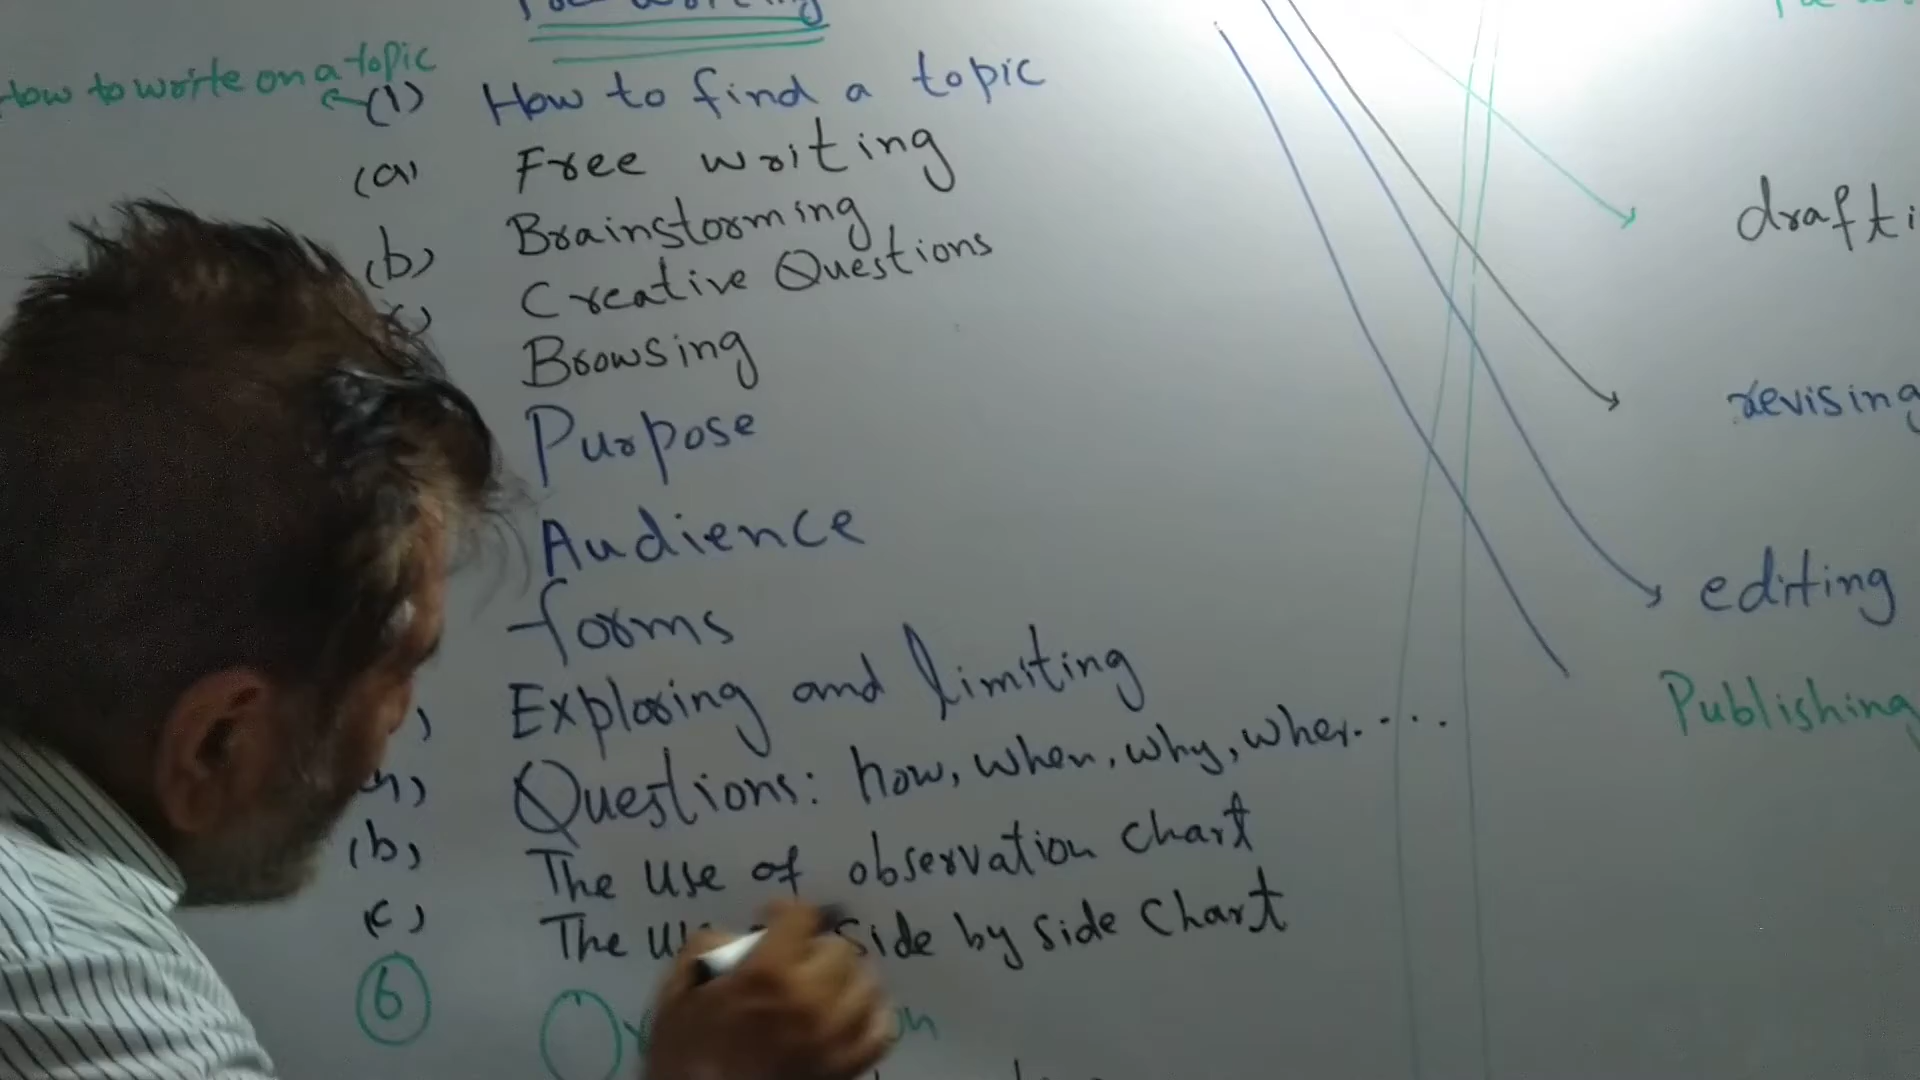 How to write on a topic
(1) How to find a topic
(a) Free writing
(b) Brainstorming
Creative Questions
Browsing
Purpose
Audience
forms
Exploring and limiting
Questions: how, when, why, wher....
(b) The use of observation chart
(c) The side by side chart
6
drafti
revising
editing
Publishing